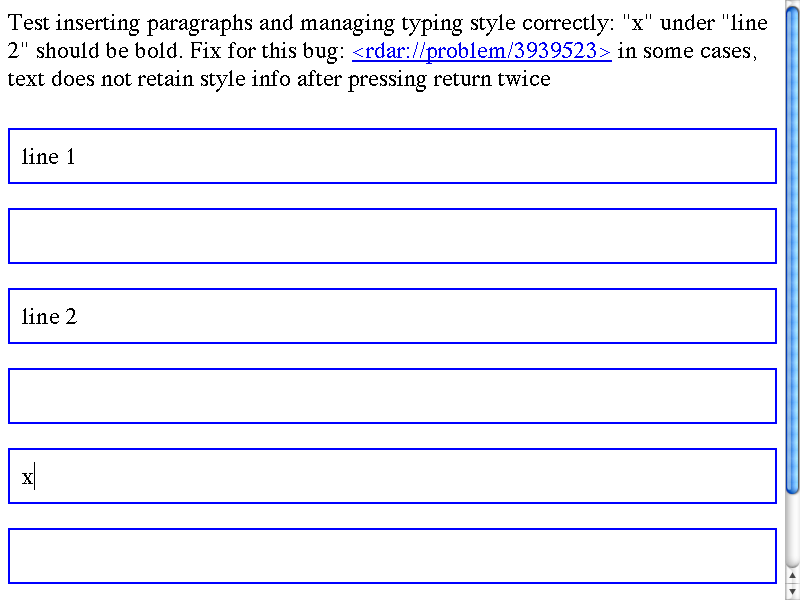 Test inserting paragraphs and managing typing style correctly: "x" under "line
2" should be bold. Fix for this bug: <rdar://problem/3939523> in some cases,
text does not retain style info after pressing return twice
line 1
line 2
x